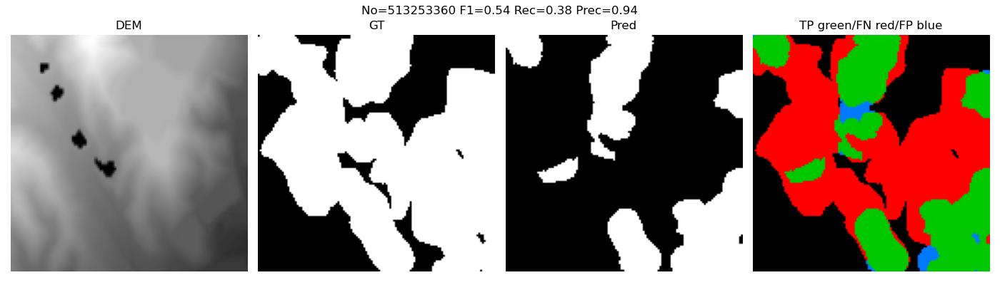 No=513253360 F1=0.54 Rec=0.38 Prec=0.94
DEM
GT
Pred
TP green/FN red/FP blue